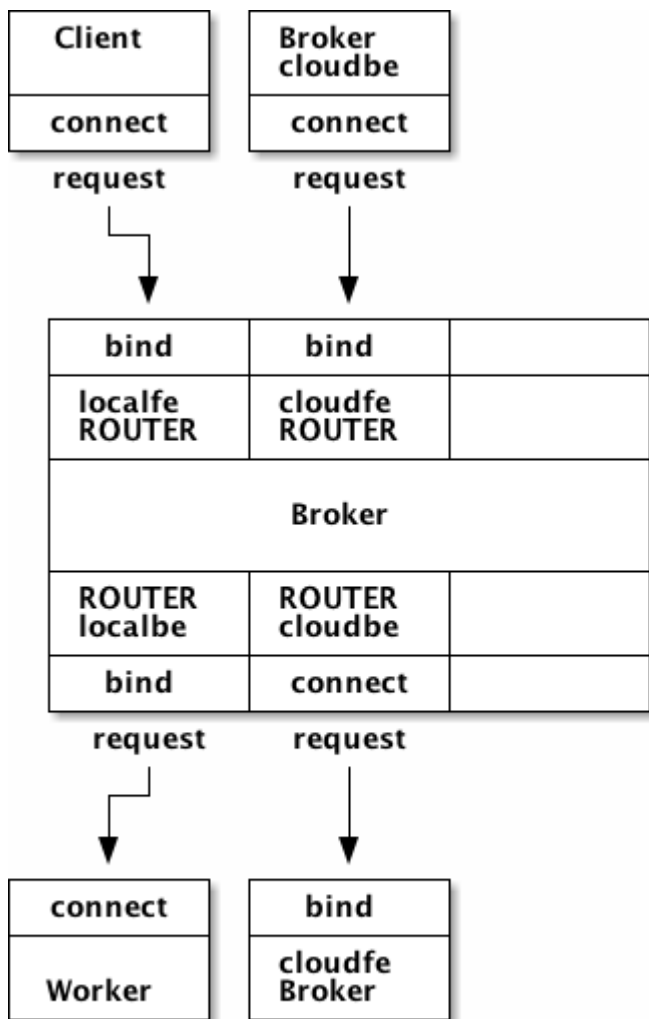 Client
connect
request
Broker
cloudbe
connect
request
bind
bind
localfe
ROUTER
cloudfe
ROUTER
Broker
ROUTER
localbe
ROUTER
cloudbe
bind
connect
request
request
connect
Worker
bind
cloudfe
Broker